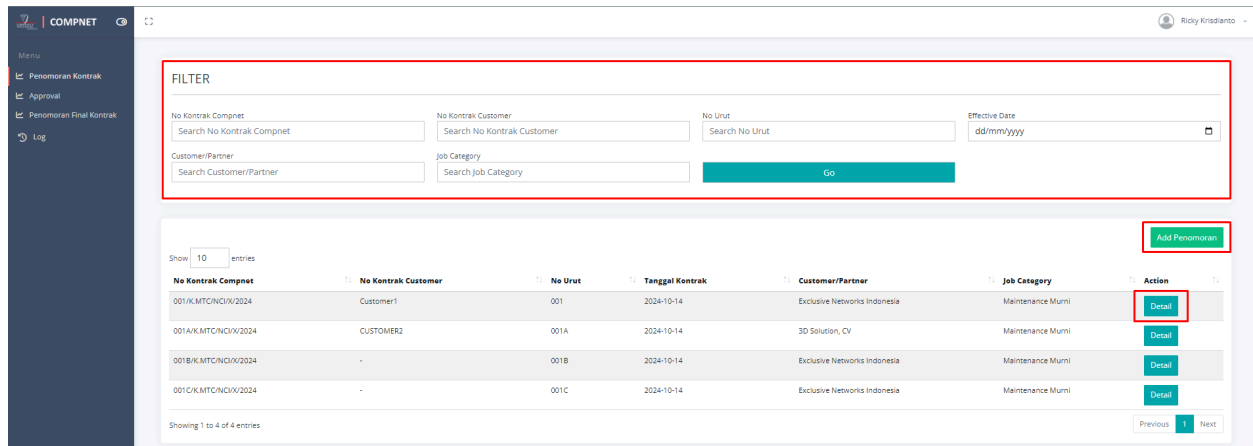 COMPNET
Ricky Krisdianto
Menu
Penomoran Kontrak
Approval
Penomoran Final Kontrak
Log
FILTER
No Kontrak Compnet
No Kontrak Customer
No Urut
Effective Date
Search No Kontrak Compnet
Search No Kontrak Customer
Search No Urut
dd/mm/yyyy
Customer/Partner
Job Category
Search Customer/Partner
Search Job Category
Go
Add Penomoran
Show 10 entries
No Kontrak Compnet No Kontrak Customer No Urut Tanggal Kontrak Customer/Partner Job Category Action
001/K.MTC/NCI/X/2024 Customer1 001 2024-10-14 Exclusive Networks Indonesia Maintenance Murni Detail
001A/K.MTC/NCI/X/2024 CUSTOMER2 001A 2024-10-14 3D Solution, CV Maintenance Murni Detail
001B/K.MTC/NCI/X/2024 - 001B 2024-10-14 Exclusive Networks Indonesia Maintenance Murni Detail
001C/K.MTC/NCI/X/2024 - 001C 2024-10-14 Exclusive Networks Indonesia Maintenance Murni Detail
Showing 1 to 4 of 4 entries
Previous 1 Next